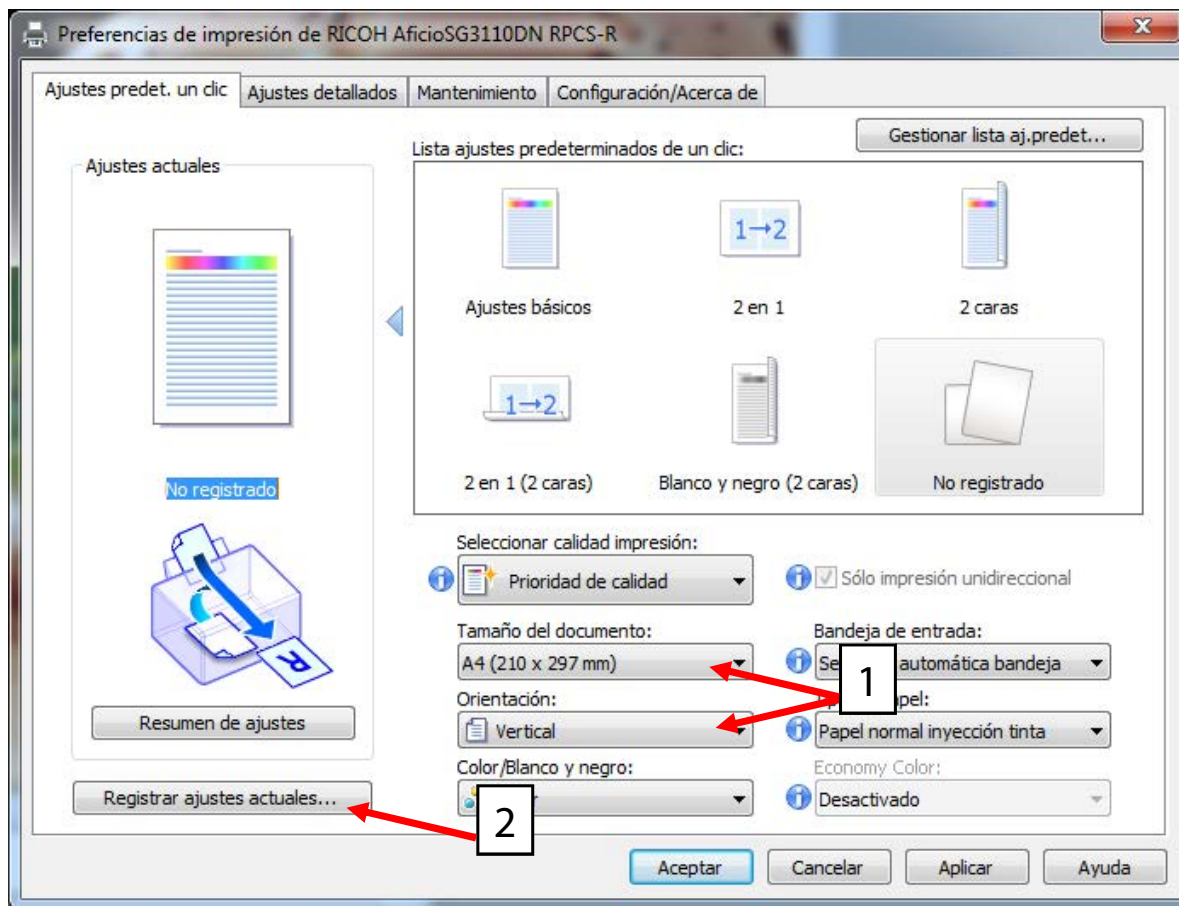 Preferencias de impresión de RICOH AficioSG3110DN RPCS-R
Ajustes predet. un clic
Ajustes detallados
Mantenimiento
Configuración/Acerca de
Ajustes actuales
No registrado
Resumen de ajustes
Registrar ajustes actuales...
Lista ajustes predeterminados de un clic:
Gestionar lista aj.predet...
Ajustes básicos
1→2
2 en 1
2 caras
1→2
2 en 1 (2 caras)
Blanco y negro (2 caras)
No registrado
Seleccionar calidad impresión:
Prioridad de calidad
Sólo impresión unidireccional
Tamaño del documento:
A4 (210 x 297 mm)
Bandeja de entrada:
automática bandeja
1
Orientación:
Vertical
Papel normal inyección tinta
Color/Blanco y negro:
2
Economy Color:
Desactivado
R
Aceptar
Cancelar
Aplicar
Ayuda